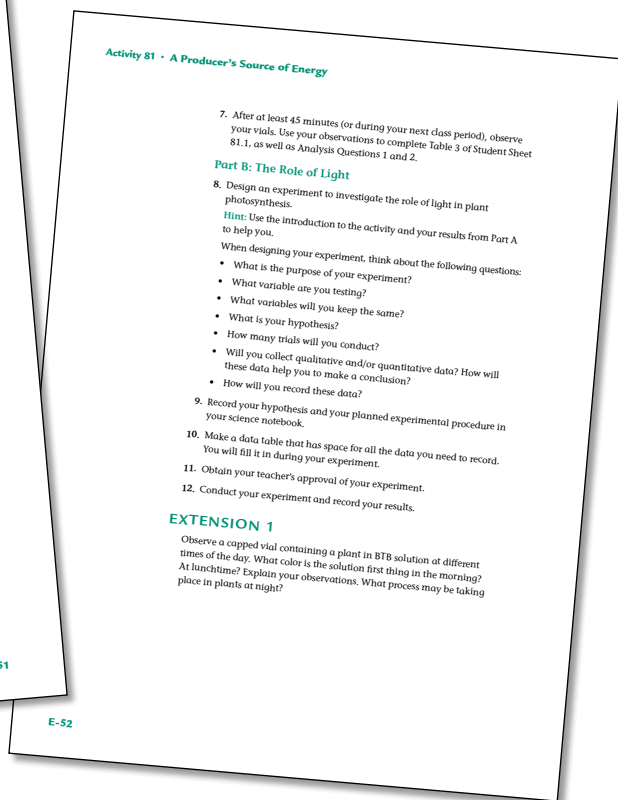 Activity 81 · A Producer's Source of Energy
7. After at least 45 minutes (or during your next class period), observe
your vials. Use your observations to complete Table 3 of Student Sheet
81.1, as well as Analysis Questions 1 and 2.
Part B: The Role of Light
8. Design an experiment to investigate the role of light in plant
photosynthesis.
Hint: Use the introduction to the activity and your results from Part A
to help you.
When designing your experiment, think about the following questions:
• What is the purpose of your experiment?
• What variable are you testing?
• What variables will you keep the same?
• What is your hypothesis?
• How many trials will you conduct?
• Will you collect qualitative and/or quantitative data? How will
these data help you to make a conclusion?
• How will you record these data?
9. Record your hypothesis and your planned experimental procedure in
your science notebook.
10. Make a data table that has space for all the data you need to record.
You will fill it in during your experiment.
11. Obtain your teacher's approval of your experiment.
12. Conduct your experiment and record your results.
EXTENSION 1
Observe a capped vial containing a plant in BTB solution at different
times of the day. What color is the solution first thing in the morning?
At lunchtime? Explain your observations. What process may be taking
place in plants at night?
51
E-52